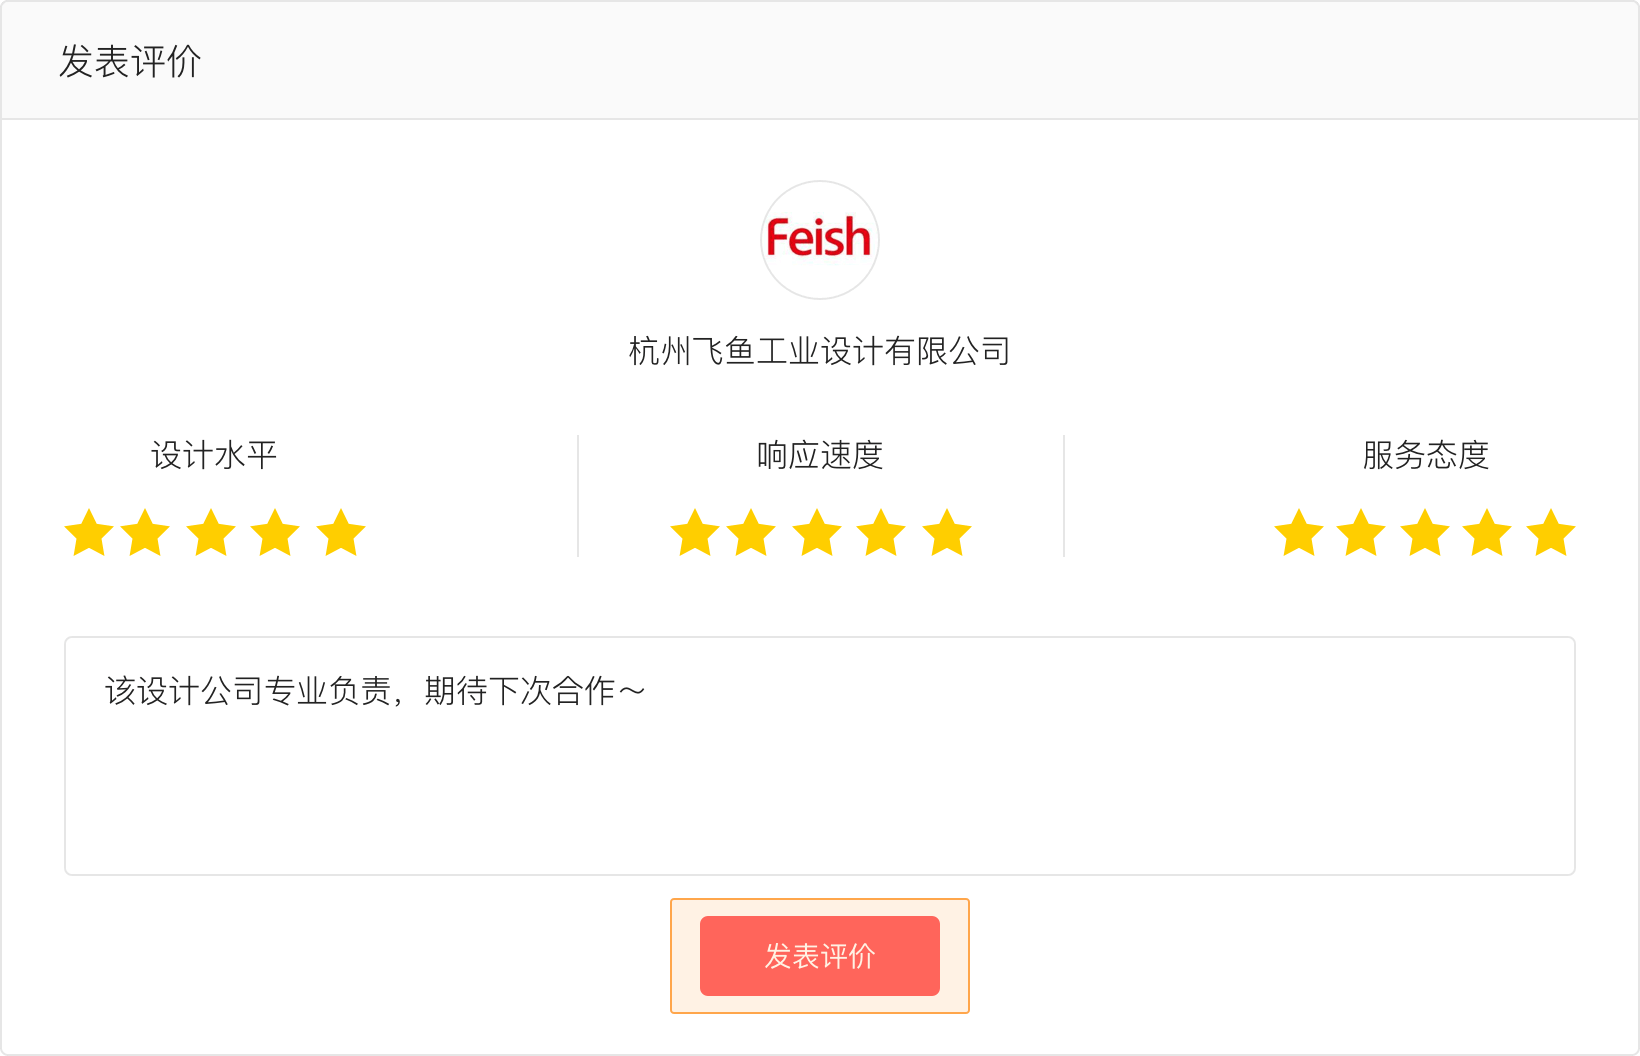 发表评价
Feish
杭州飞鱼工业设计有限公司
设计水平
响应速度
服务态度
该设计公司专业负责，期待下次合作～
发表评价